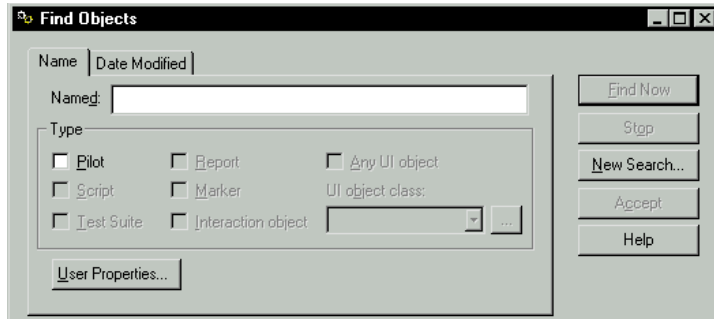 Find Objects
Name Date Modified
Named:
Type
Pilot Report Any UI object
Script Marker UI object class:
Test Suite Interaction object ...
User Properties...
Find Now
Stop
New Search...
Accept
Help